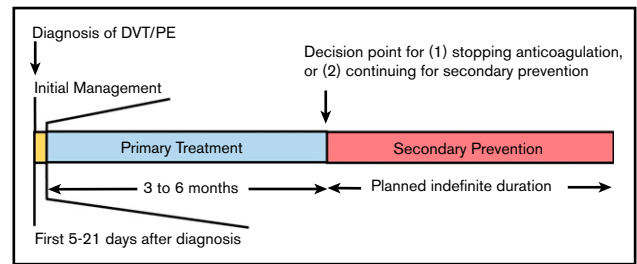 Diagnosis of DVT/PE
Decision point for (1) stopping anticoagulation,
or (2) continuing for secondary prevention
Initial Management
Primary Treatment
Secondary Prevention
3 to 6 months
Planned indefinite duration
First 5-21 days after diagnosis